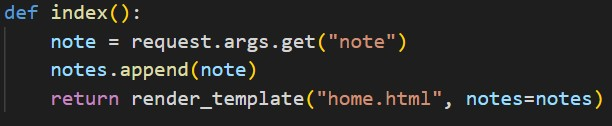 def index():
    note = request.args.get("note")
    notes.append(note)
    return render_template("home.html", notes=notes)